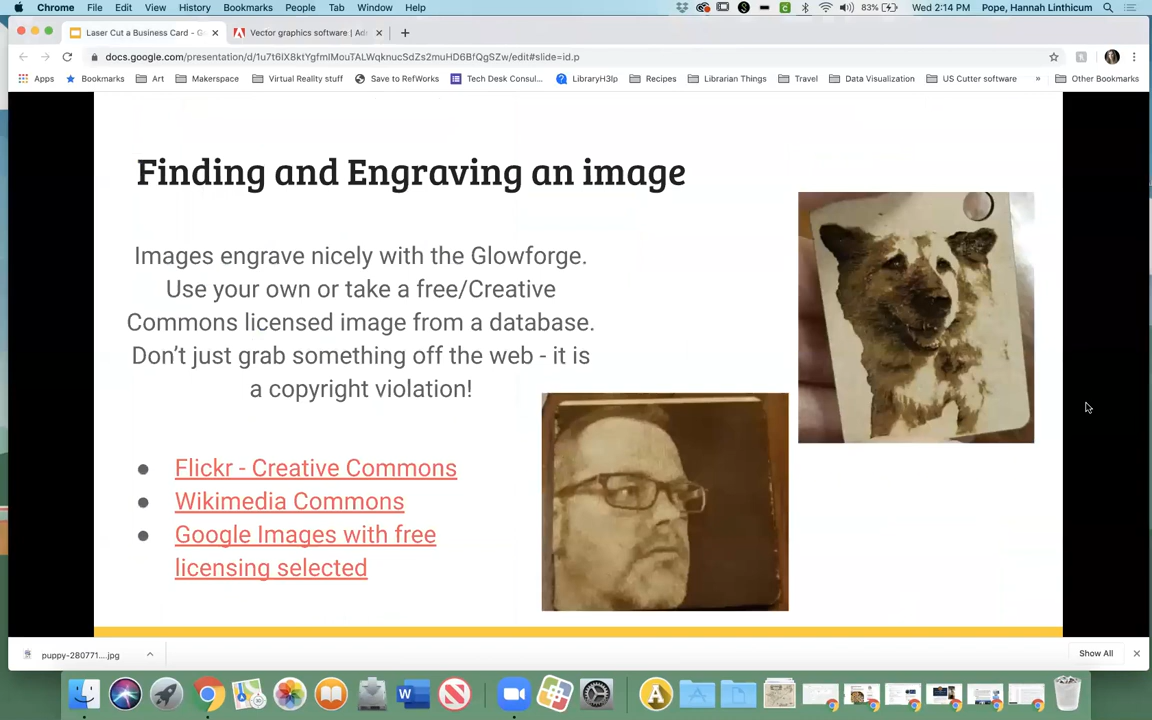 Chrome File Edit View History Bookmarks People Tab Window Help 83% Wed 2:14 PM Pope, Hannah Linthicum
Laser Cut a Business Card - G Vector graphics software | Ad
docs.google.com/presentation/d/1u7t6IX8ktYgfmIMouTALWqknucSdZs2muHD6BfQgSZw/edit#slide=id.p
Apps Bookmarks Art Makerspace Virtual Reality stuff Save to RefWorks Tech Desk Consul... LibraryH3lp Recipes Librarian Things Travel Data Visualization US Cutter software » Other Bookmarks
Finding and Engraving an image
Images engrave nicely with the Glowforge.
Use your own or take a free/Creative
Commons licensed image from a database.
Don't just grab something off the web - it is
a copyright violation!
● Flickr - Creative Commons
● Wikimedia Commons
● Google Images with free
licensing selected
puppy-280771....jpg Show All